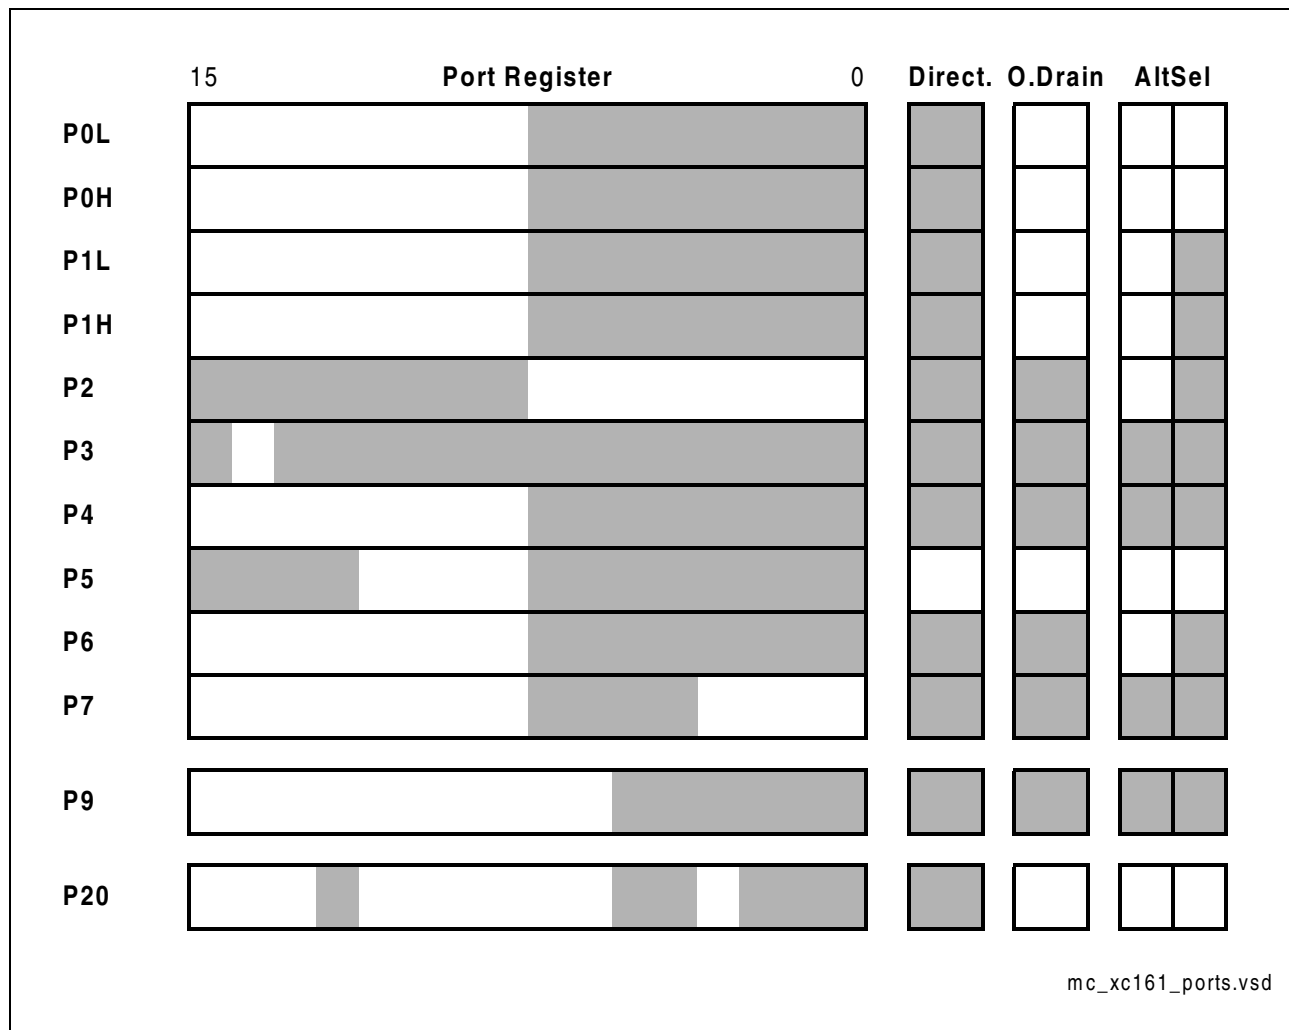 15 Port Register 0 Direct. O.Drain AltSel
P0L
P0H
P1L
P1H
P2
P3
P4
P5
P6
P7
P9
P20
mc_xc161_ports.vsd